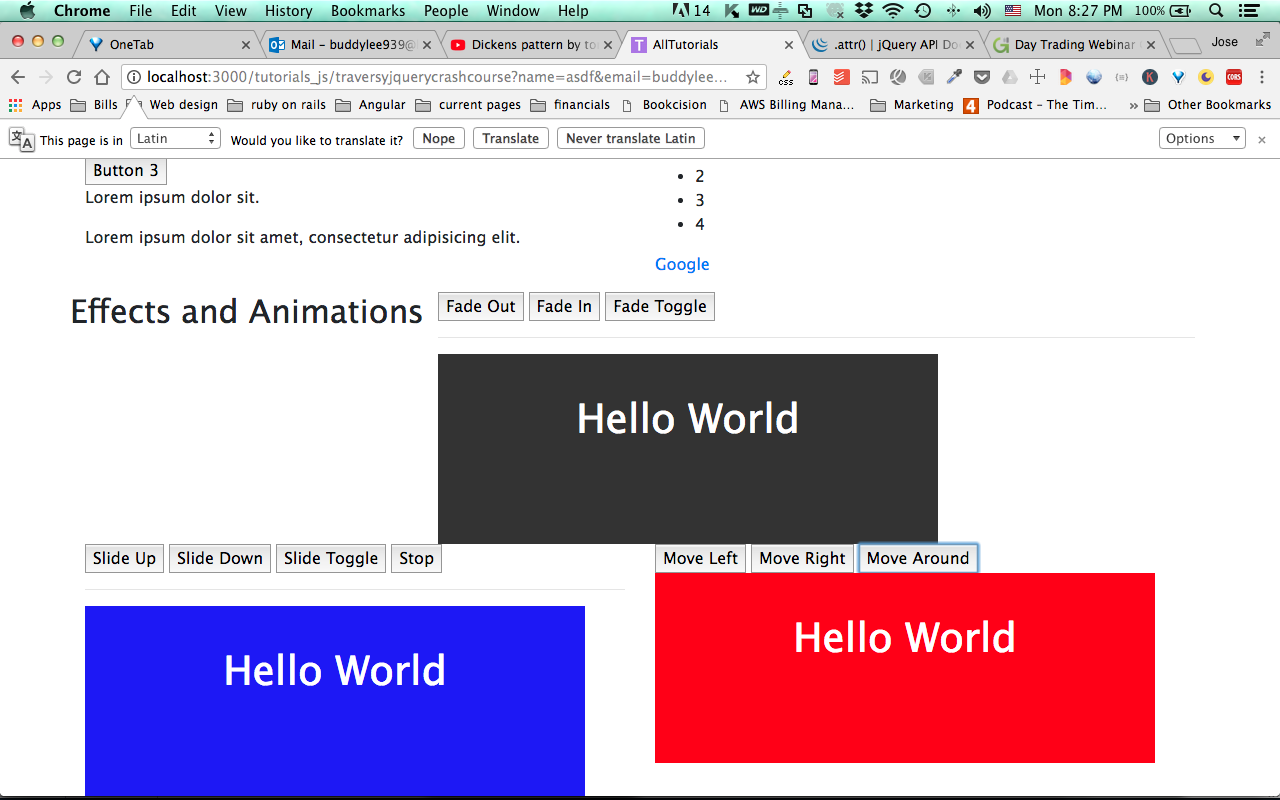 Chrome File Edit View History Bookmarks People Window Help 14 WD Mon 8:27 PM 100%
OneTab Mail – buddylee939@ Dickens pattern by to AllTutorials .attr() | jQuery API Do Day Trading Webinar Jose
localhost:3000/tutorials_js/traversyjquerycrashcourse?name=asdf&email=buddylee... css CORS
Apps Bills Web design ruby on rails Angular current pages financials Bookcision AWS Billing Mana... Marketing 4 Podcast - The Tim... » Other Bookmarks
This page is in Latin Would you like to translate it? Nope Translate Never translate Latin Options
Button 3
Lorem ipsum dolor sit.
Lorem ipsum dolor sit amet, consectetur adipisicing elit.
• 2
• 3
• 4
Google
Effects and Animations
Fade Out Fade In Fade Toggle
Hello World
Slide Up Slide Down Slide Toggle Stop
Hello World
Move Left Move Right Move Around
Hello World